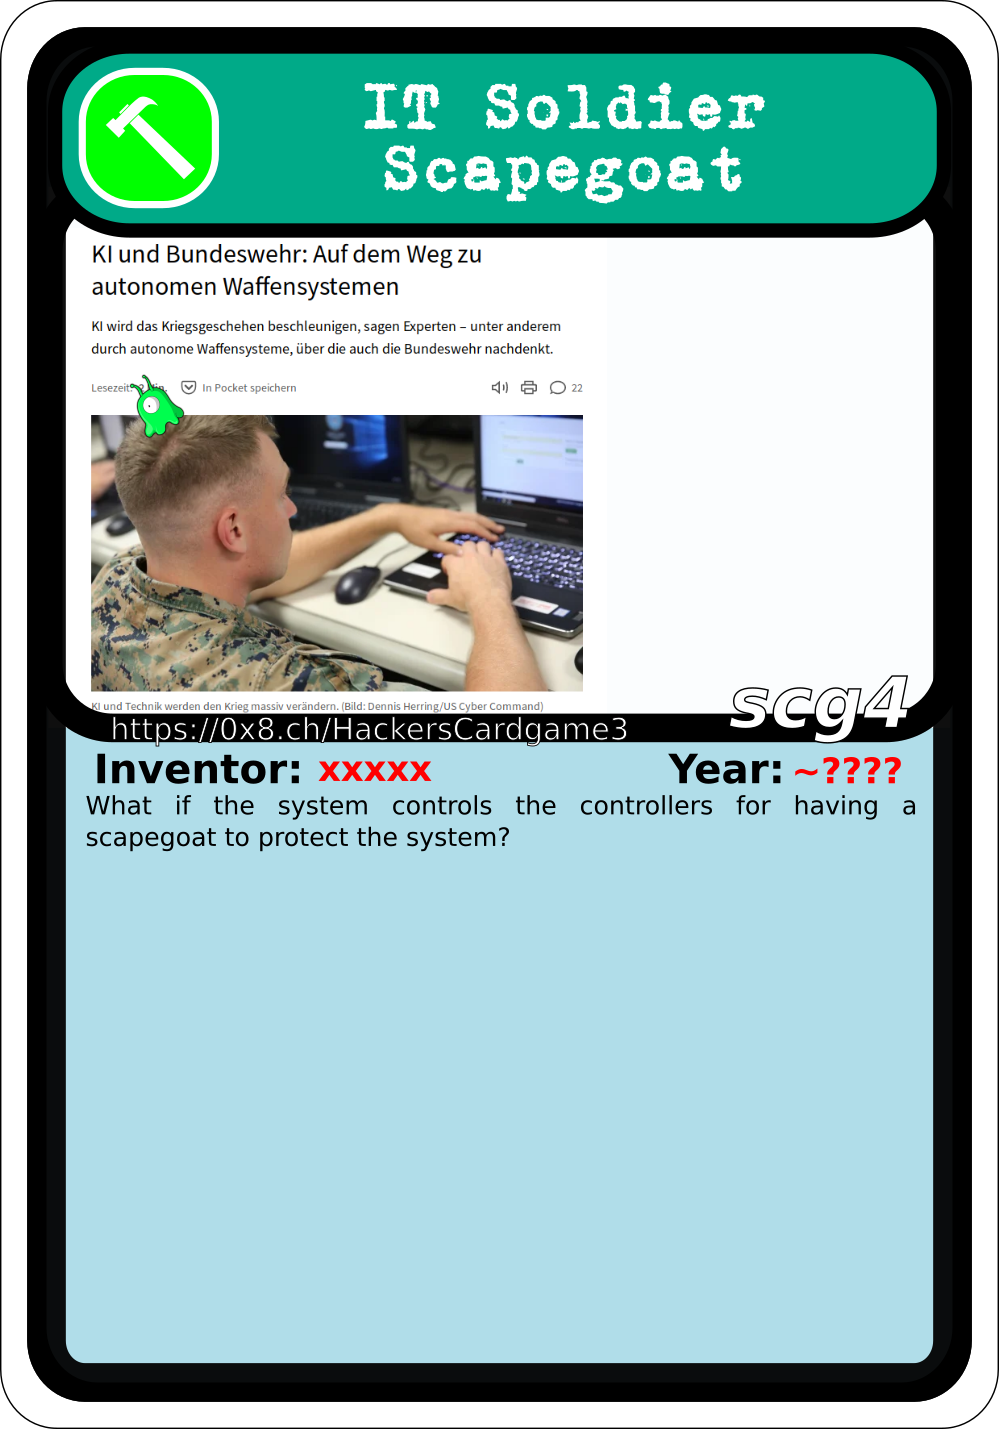 IT Soldier
Scapegoat
KI und Bundeswehr: Auf dem Weg zu
autonomen Waffensystemen
KI wird das Kriegsgeschehen beschleunigen, sagen Experten – unter anderem
durch autonome Waffensysteme, über die auch die Bundeswehr nachdenkt.
Lesezeit: 2 Min. In Pocket speichern 22
KI und Technik werden den Krieg massiv verändern. (Bild: Dennis Herring/US Cyber Command)
scg4
https://0x8.ch/HackersCardgame3
Inventor: xxxxx Year: ~????
What if the system controls the controllers for having a
scapegoat to protect the system?